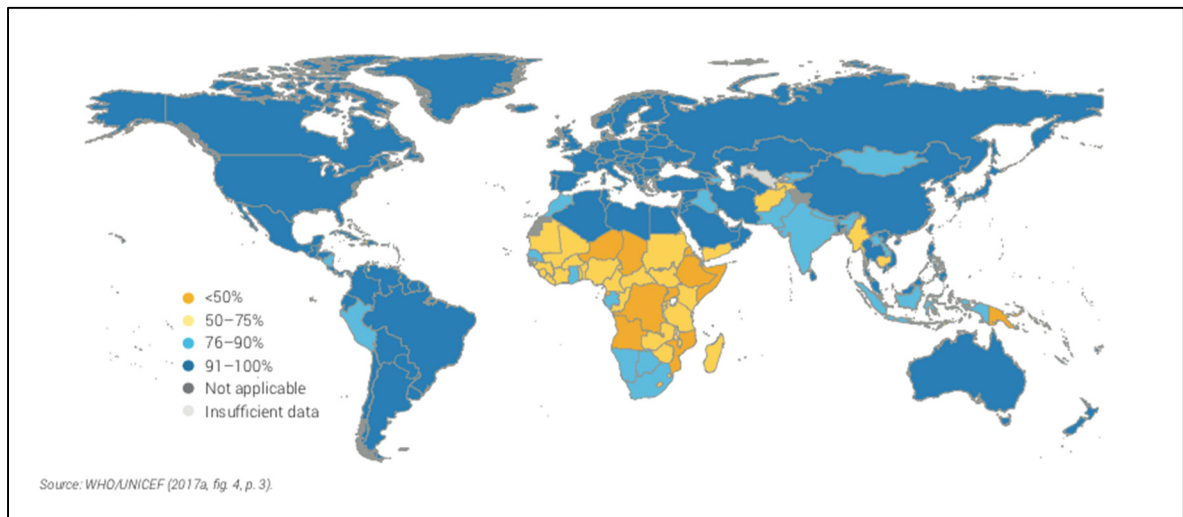 <50%
50–75%
76–90%
91–100%
Not applicable
Insufficient data
Source: WHO/UNICEF (2017a, fig. 4, p. 3).